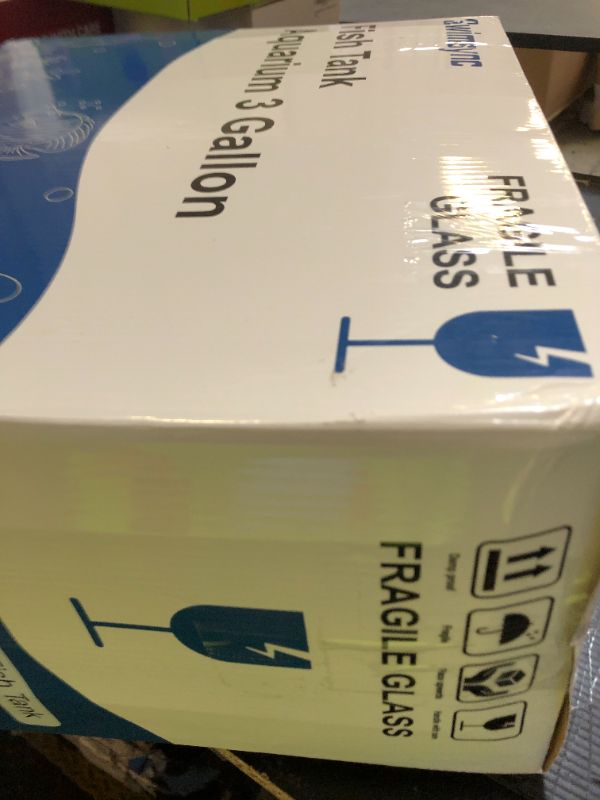 Fish Tank
Aquarium 3 Gallon
FRAGILE
GLASS
FRAGILE GLASS
Fish Tank